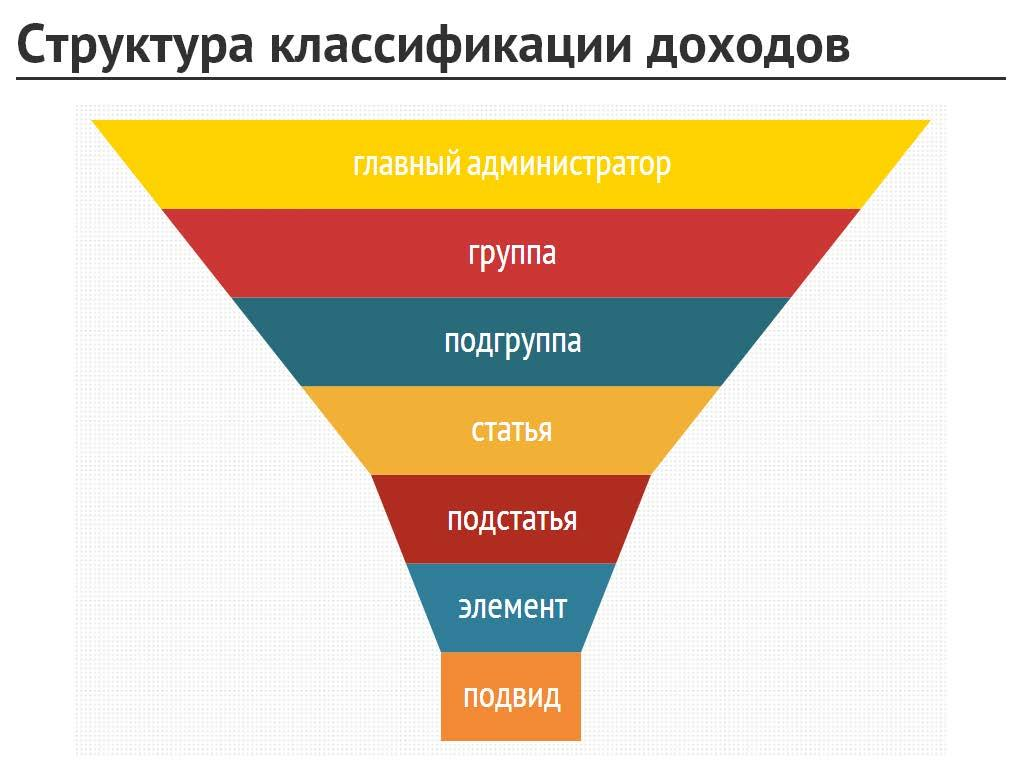 Структура классификации доходов
главный администратор
группа
подгруппа
статья
подстатья
элемент
подвид